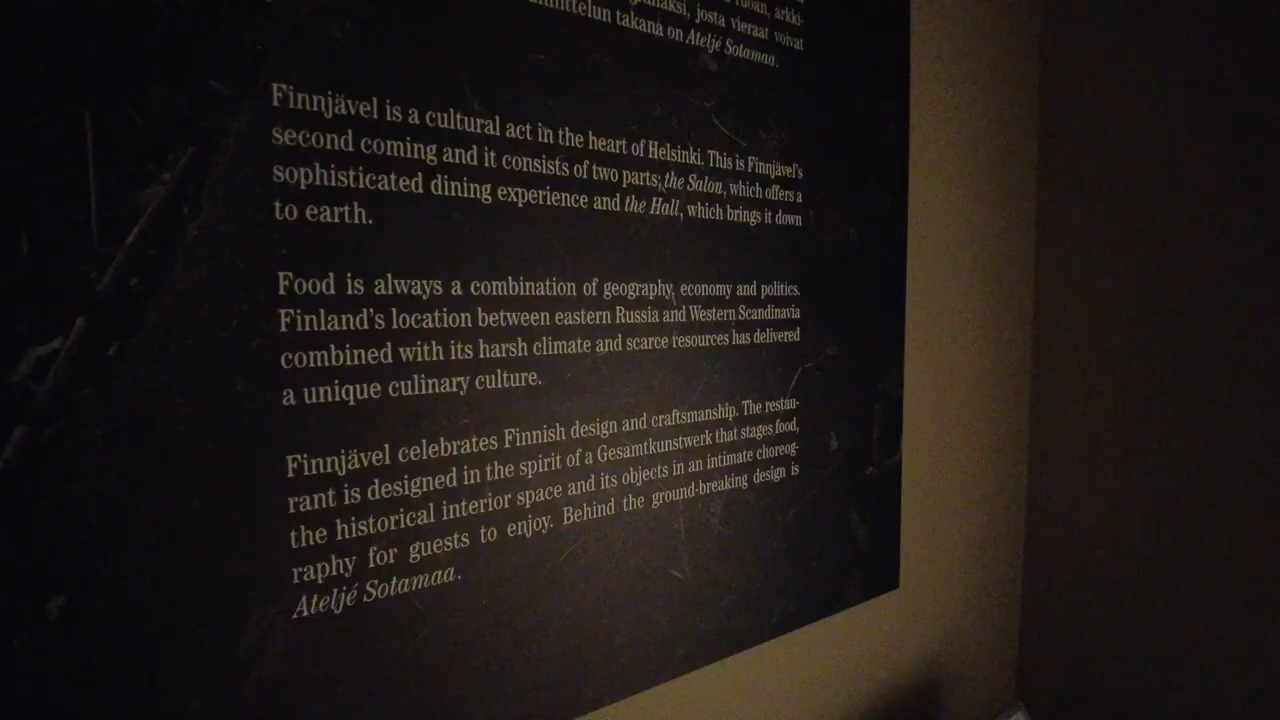 ruoan, arkki-
josta vieraat voivat
takana on Ateljé Sotamaa.
Finnjävel is a cultural act in the heart of Helsinki. This is Finnjävel's
second coming and it consists of two parts; the Salon, which offers a
sophisticated dining experience and the Hall, which brings it down
to earth.
Food is always a combination of geography, economy and politics.
Finland's location between eastern Russia and Western Scandinavia
combined with its harsh climate and scarce resources has delivered
a unique culinary culture.
Finnjävel celebrates Finnish design and craftsmanship. The restau-
rant is designed in the spirit of a Gesamtkunstwerk that stages food,
the historical interior space and its objects in an intimate choreog-
raphy for guests to enjoy. Behind the ground-breaking design is
Ateljé Sotamaa.